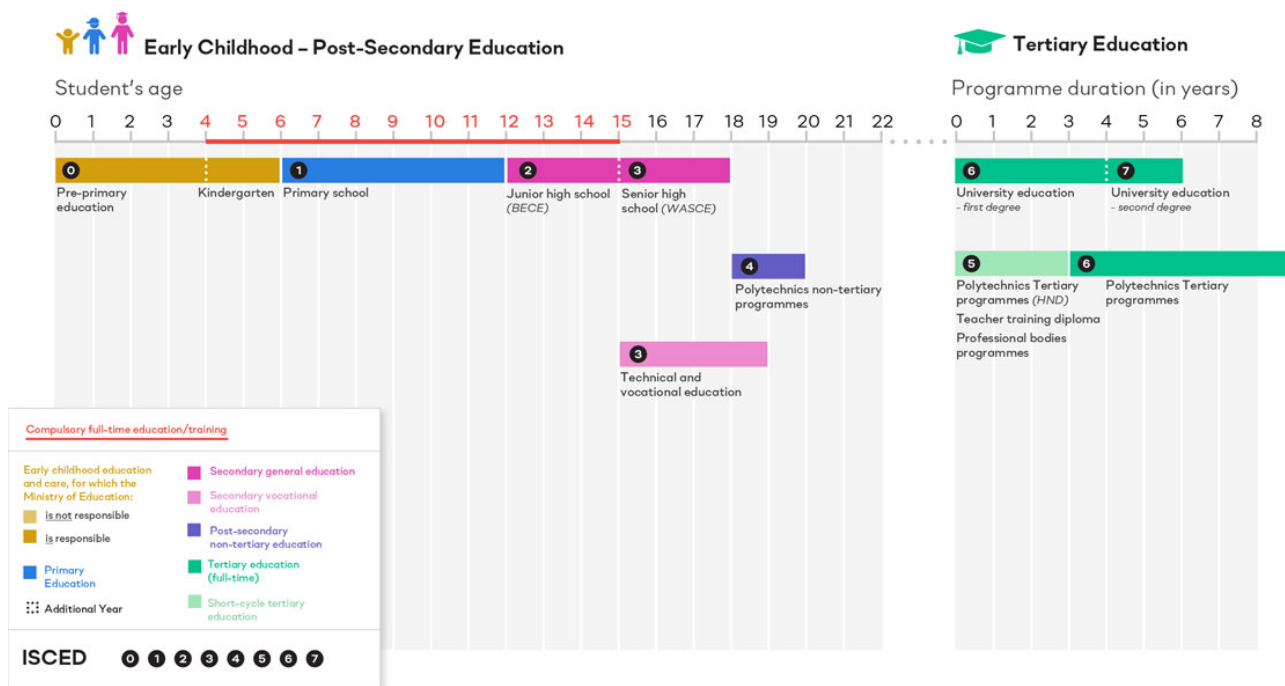 Early Childhood – Post-Secondary Education
Tertiary Education
Student's age
Programme duration (in years)
0 1 2 3 4 5 6 7 8 9 10 11 12 13 14 15 16 17 18 19 20 21 22
0 1 2 3 4 5 6 7 8
0
1
2
3
6
7
Pre-primary
education
Kindergarten
Primary school
Junior high school
(BECE)
Senior high
school (WASCE)
University education
- first degree
University education
- second degree
4
Polytechnics non-tertiary
programmes
5
6
Polytechnics Tertiary
programmes (HND)
Teacher training diploma
Professional bodies
programmes
Polytechnics Tertiary
programmes
3
Technical and
vocational education
Compulsory full-time education/training
Early childhood education
and care, for which the
Ministry of Education:
is not responsible
is responsible
Primary
Education
Additional Year
Secondary general education
Secondary vocational
education
Post-secondary
non-tertiary education
Tertiary education
(full-time)
Short-cycle tertiary
education
ISCED 0 1 2 3 4 5 6 7